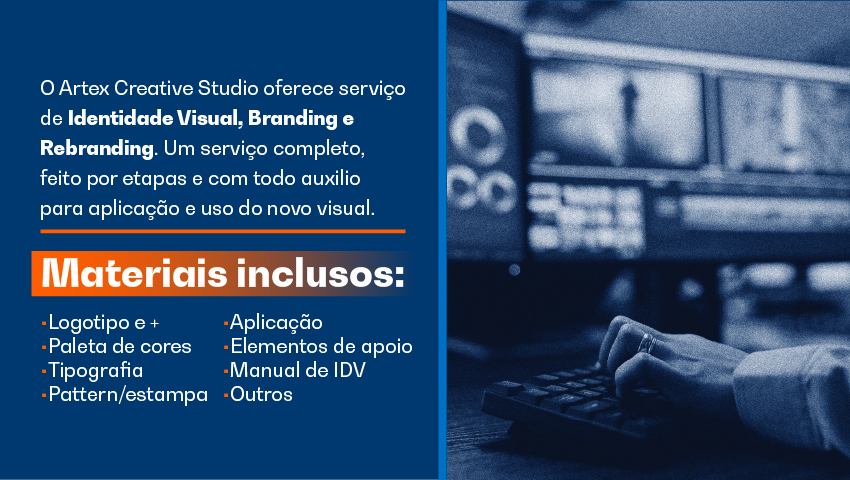 O Artex Creative Studio oferece serviço
de Identidade Visual, Branding e
Rebranding. Um serviço completo,
feito por etapas e com todo auxilio
para aplicação e uso do novo visual.
Materiais inclusos:
·Logotipo e +
·Paleta de cores
·Tipografia
·Pattern/estampa
·Aplicação
·Elementos de apoio
·Manual de IDV
·Outros